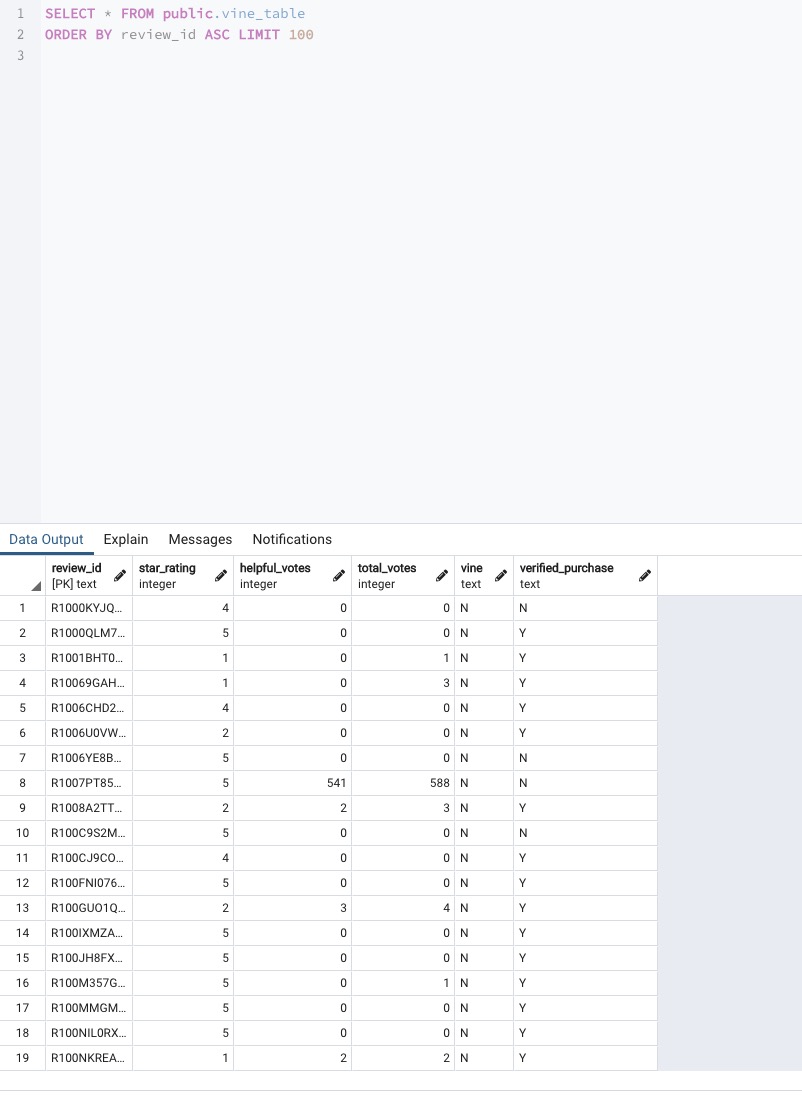 1 SELECT * FROM public.vine_table
2 ORDER BY review_id ASC LIMIT 100
3
Data Output Explain Messages Notifications
review_id star_rating helpful_votes total_votes vine verified_purchase
[PK] text integer integer integer text text
1 R1000KYJQ... 4 0 0 N N
2 R1000QLM7... 5 0 0 N Y
3 R1001BHT0... 1 0 1 N Y
4 R10069GAH... 1 0 3 N Y
5 R1006CHD2... 4 0 0 N Y
6 R1006U0VW... 2 0 0 N Y
7 R1006YE8B... 5 0 0 N N
8 R1007PT85... 5 541 588 N N
9 R1008A2TT... 2 2 3 N Y
10 R100C9S2M... 5 0 0 N N
11 R100CJ9CO... 4 0 0 N Y
12 R100FNI076... 5 0 0 N Y
13 R100GUO1Q... 2 3 4 N Y
14 R100IXMZA... 5 0 0 N Y
15 R100JH8FX... 5 0 0 N Y
16 R100M357G... 5 0 1 N Y
17 R100MMGM... 5 0 0 N Y
18 R100NIL0RX... 5 0 0 N Y
19 R100NKREA... 1 2 2 N Y